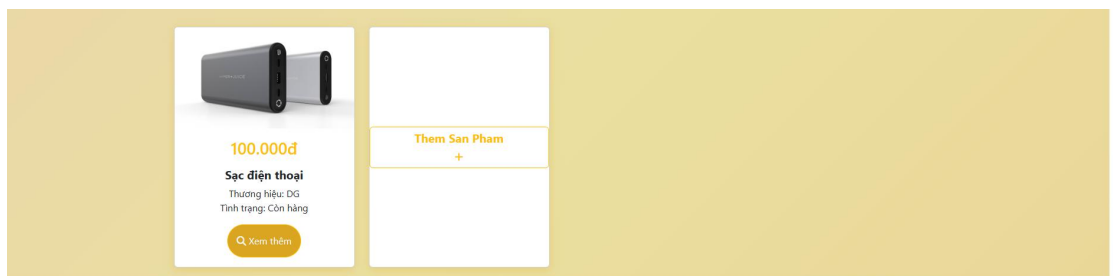 100.000đ
Sạc điện thoại
Thương hiệu: DG
Tình trạng: Còn hàng
Xem thêm
Them San Pham
+